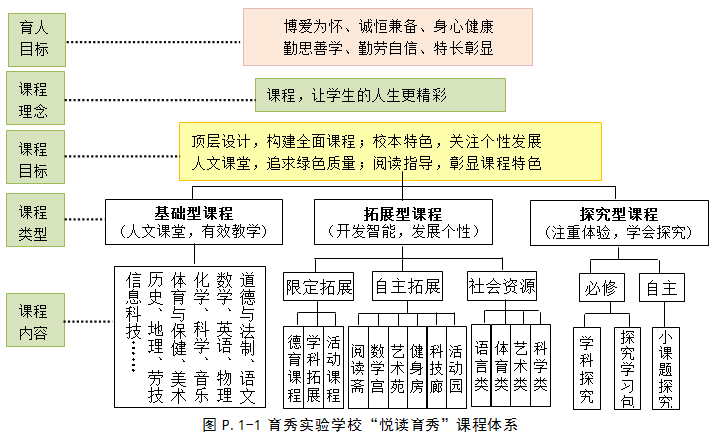 育人
目标
博爱为怀、诚恒兼备、身心健康
勤思善学、勤劳自信、特长彰显
课程
理念
课程，让学生的人生更精彩
课程
目标
顶层设计，构建全面课程；校本特色，关注个性发展
人文课堂，追求绿色质量；阅读指导，彰显课程特色
课程
类型
基础型课程
（人文课堂，有效教学）
拓展型课程
（开发智能，发展个性）
探究型课程
（注重体验，学会探究）
课程
内容
道德与法制、语文
数学、英语、物理
化学、科学、音乐
体育与保健、美术
历史、地理、劳技
信息科技……
限定拓展
德育课程
学科拓展
活动课程
自主拓展
阅读斋
数学宫
艺术苑
健身房
科技廊
活动园
社会资源
语言类
体育类
艺术类
科学类
必修
学科探究
探究学习包
自主
小课题探究
图 P.1-1 育秀实验学校“悦读育秀”课程体系